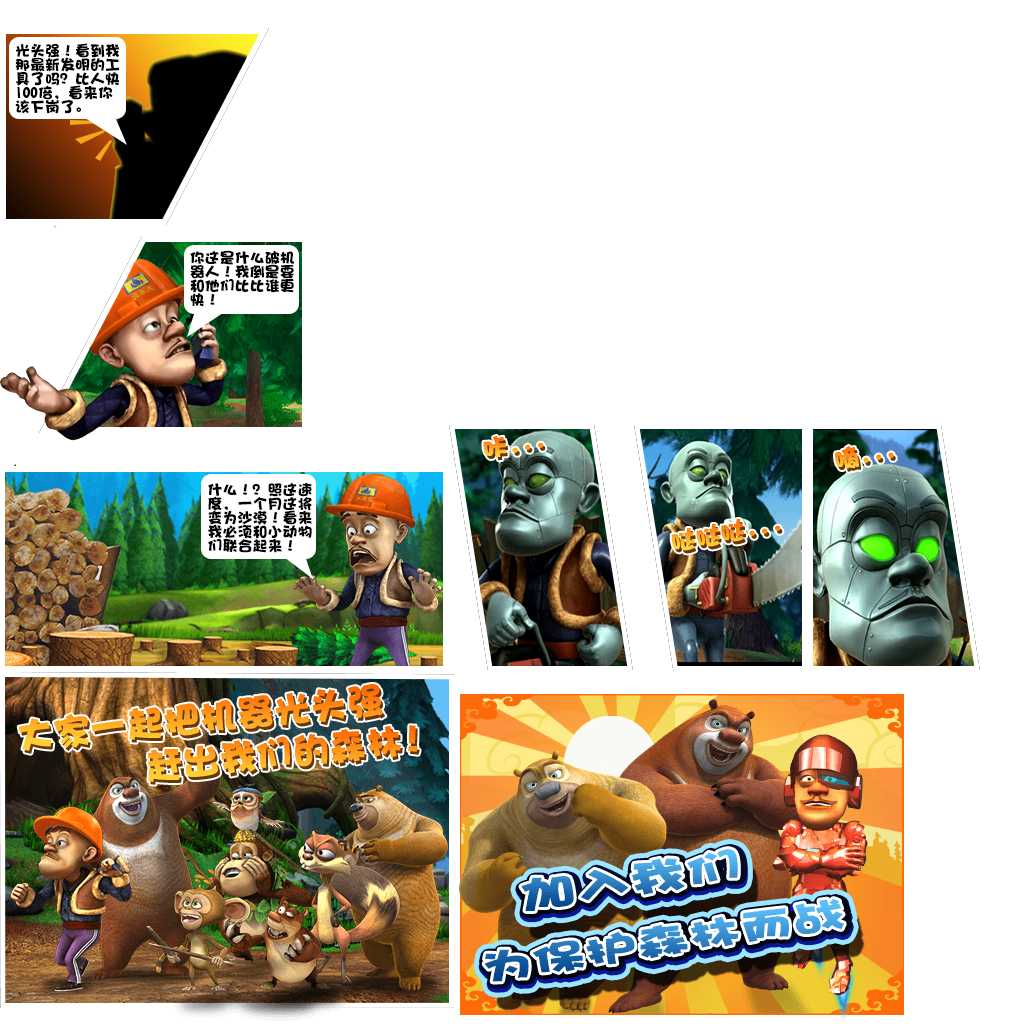 光头强！看到我
那最新发明的工
具了吗？比人快
100倍，看来你
该下岗了。
你这是什么破机
器人！我倒是要
和他们比比谁更
快！
咔...
哒哒哒...
嘀...
什么！？照这速
度，一个月这将
变为沙漠！看来
我必须和小动物
们联合起来！
大家一起把机器光头强
赶出我们的森林！
加入我们
为保护森林而战